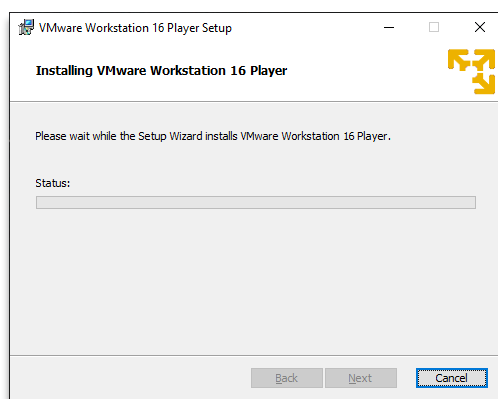 VMware Workstation 16 Player Setup
Installing VMware Workstation 16 Player
Please wait while the Setup Wizard installs VMware Workstation 16 Player.
Status:
Back Next Cancel